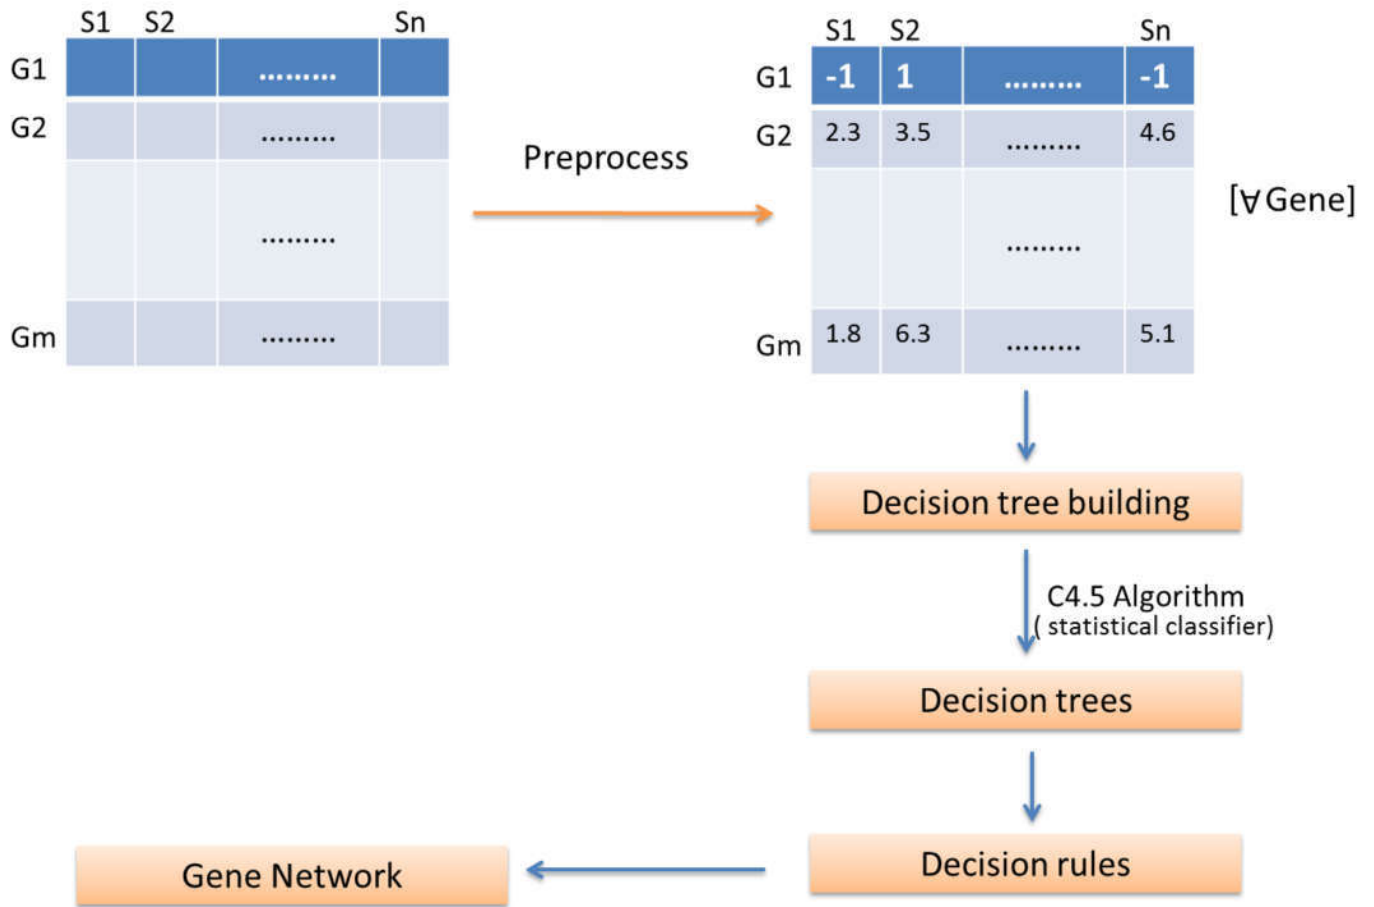 S1 S2 Sn
G1 .........
G2 .........
.........
Gm .........
Preprocess
S1 S2 Sn
G1 -1 1 ......... -1
G2 2.3 3.5 ......... 4.6
.........
Gm 1.8 6.3 ......... 5.1
[∀ Gene]
Decision tree building
C4.5 Algorithm
( statistical classifier)
Decision trees
Decision rules
Gene Network